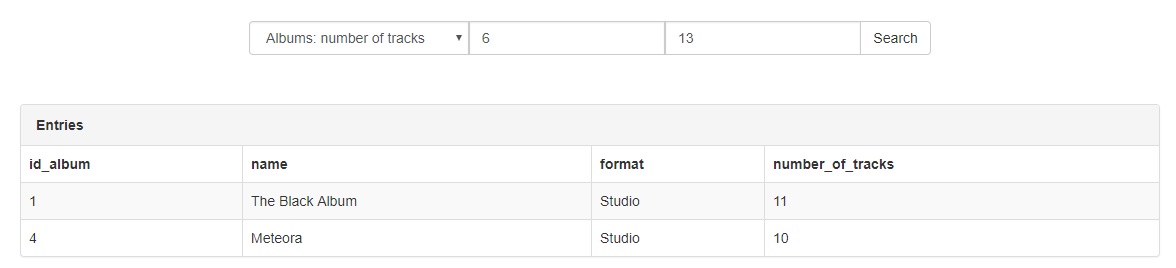 Albums: number of tracks 6 13 Search
Entries
id_album name format number_of_tracks
1 The Black Album Studio 11
4 Meteora Studio 10